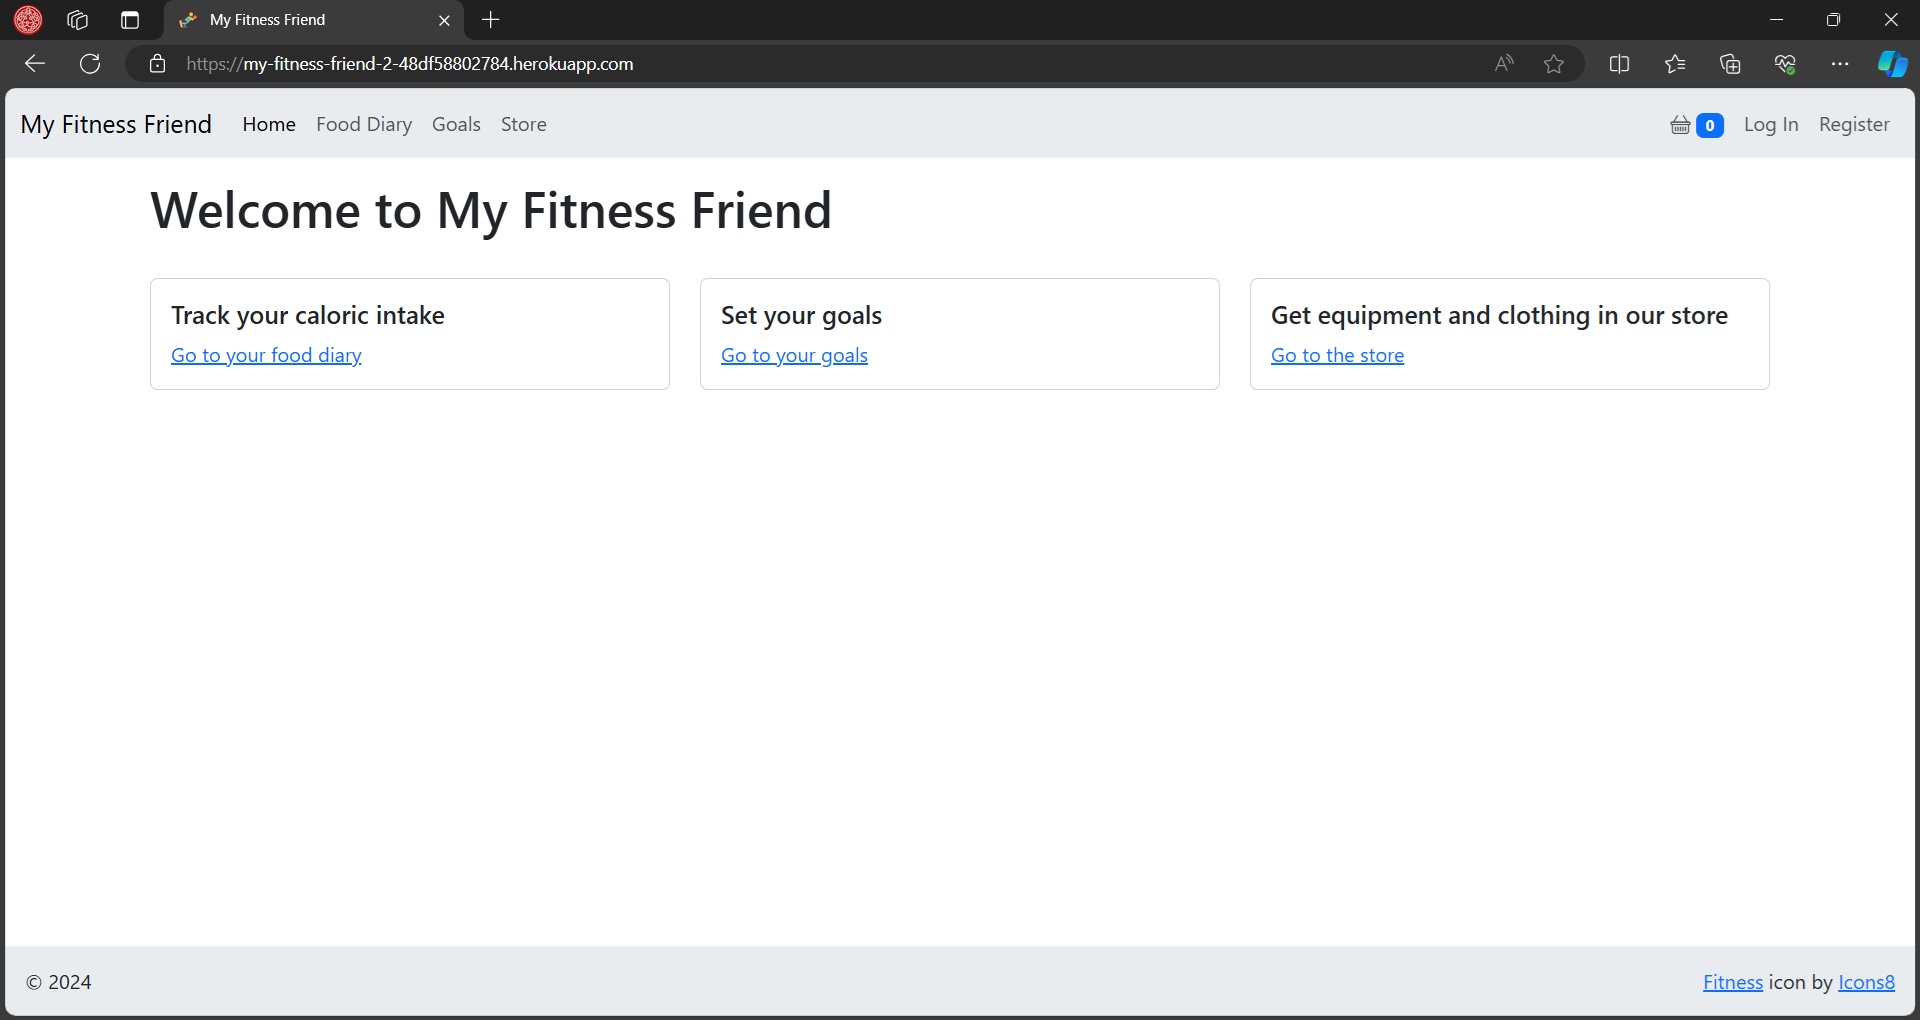 My Fitness Friend
https://my-fitness-friend-2-48df58802784.herokuapp.com
My Fitness Friend Home Food Diary Goals Store 0 Log In Register
Welcome to My Fitness Friend
Track your caloric intake
Go to your food diary
Set your goals
Go to your goals
Get equipment and clothing in our store
Go to the store
© 2024
Fitness icon by Icons8